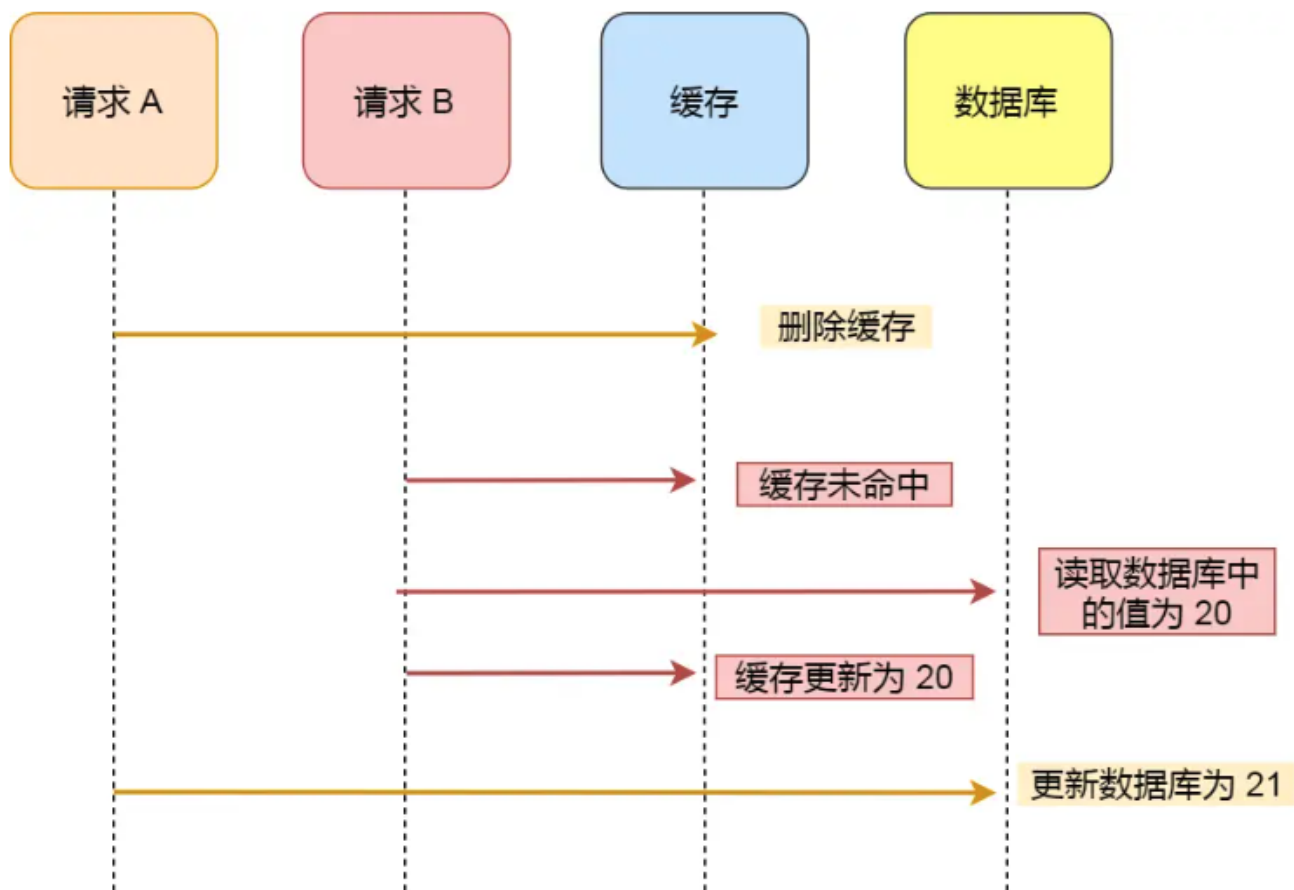 请求 A
请求 B
缓存
数据库
删除缓存
缓存未命中
读取数据库中
的值为 20
缓存更新为 20
更新数据库为 21